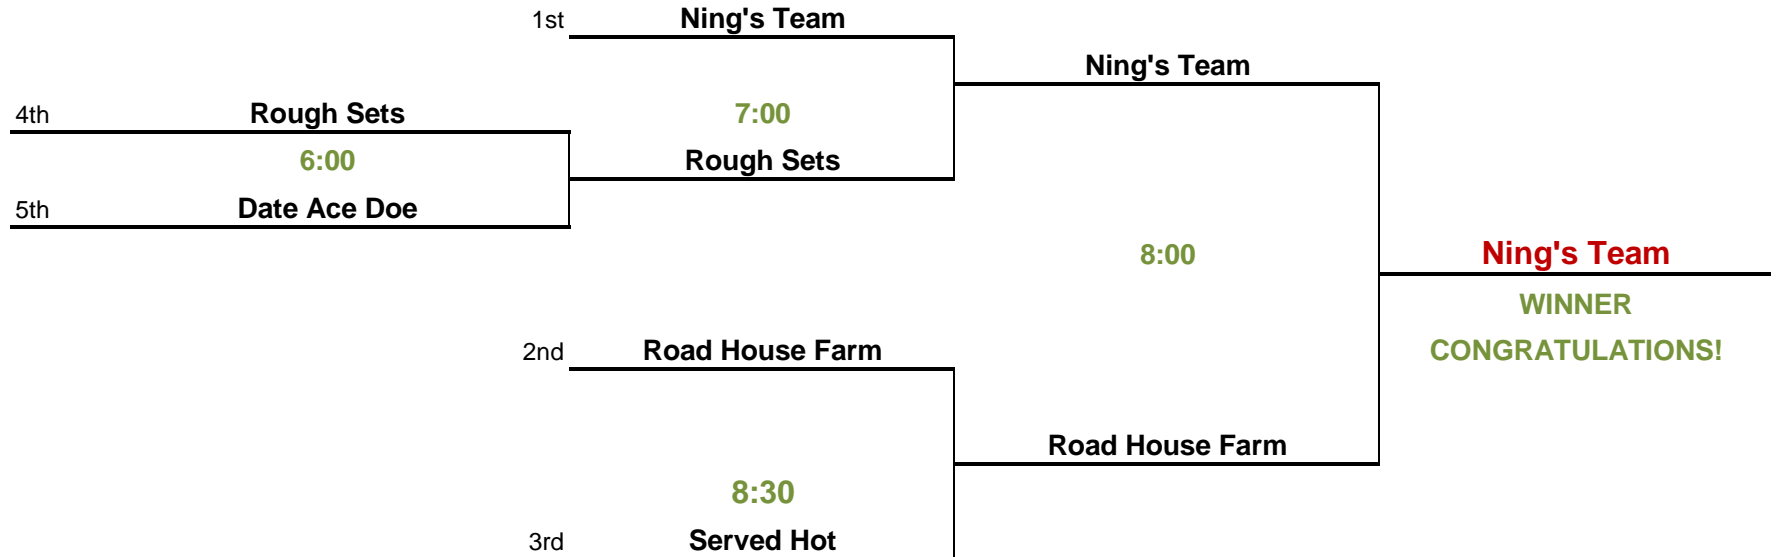 1st Ning's Team
Ning's Team
4th Rough Sets
7:00
6:00
Rough Sets
5th Date Ace Doe
8:00
Ning's Team
WINNER
2nd Road House Farm
CONGRATULATIONS!
Road House Farm
8:30
3rd Served Hot